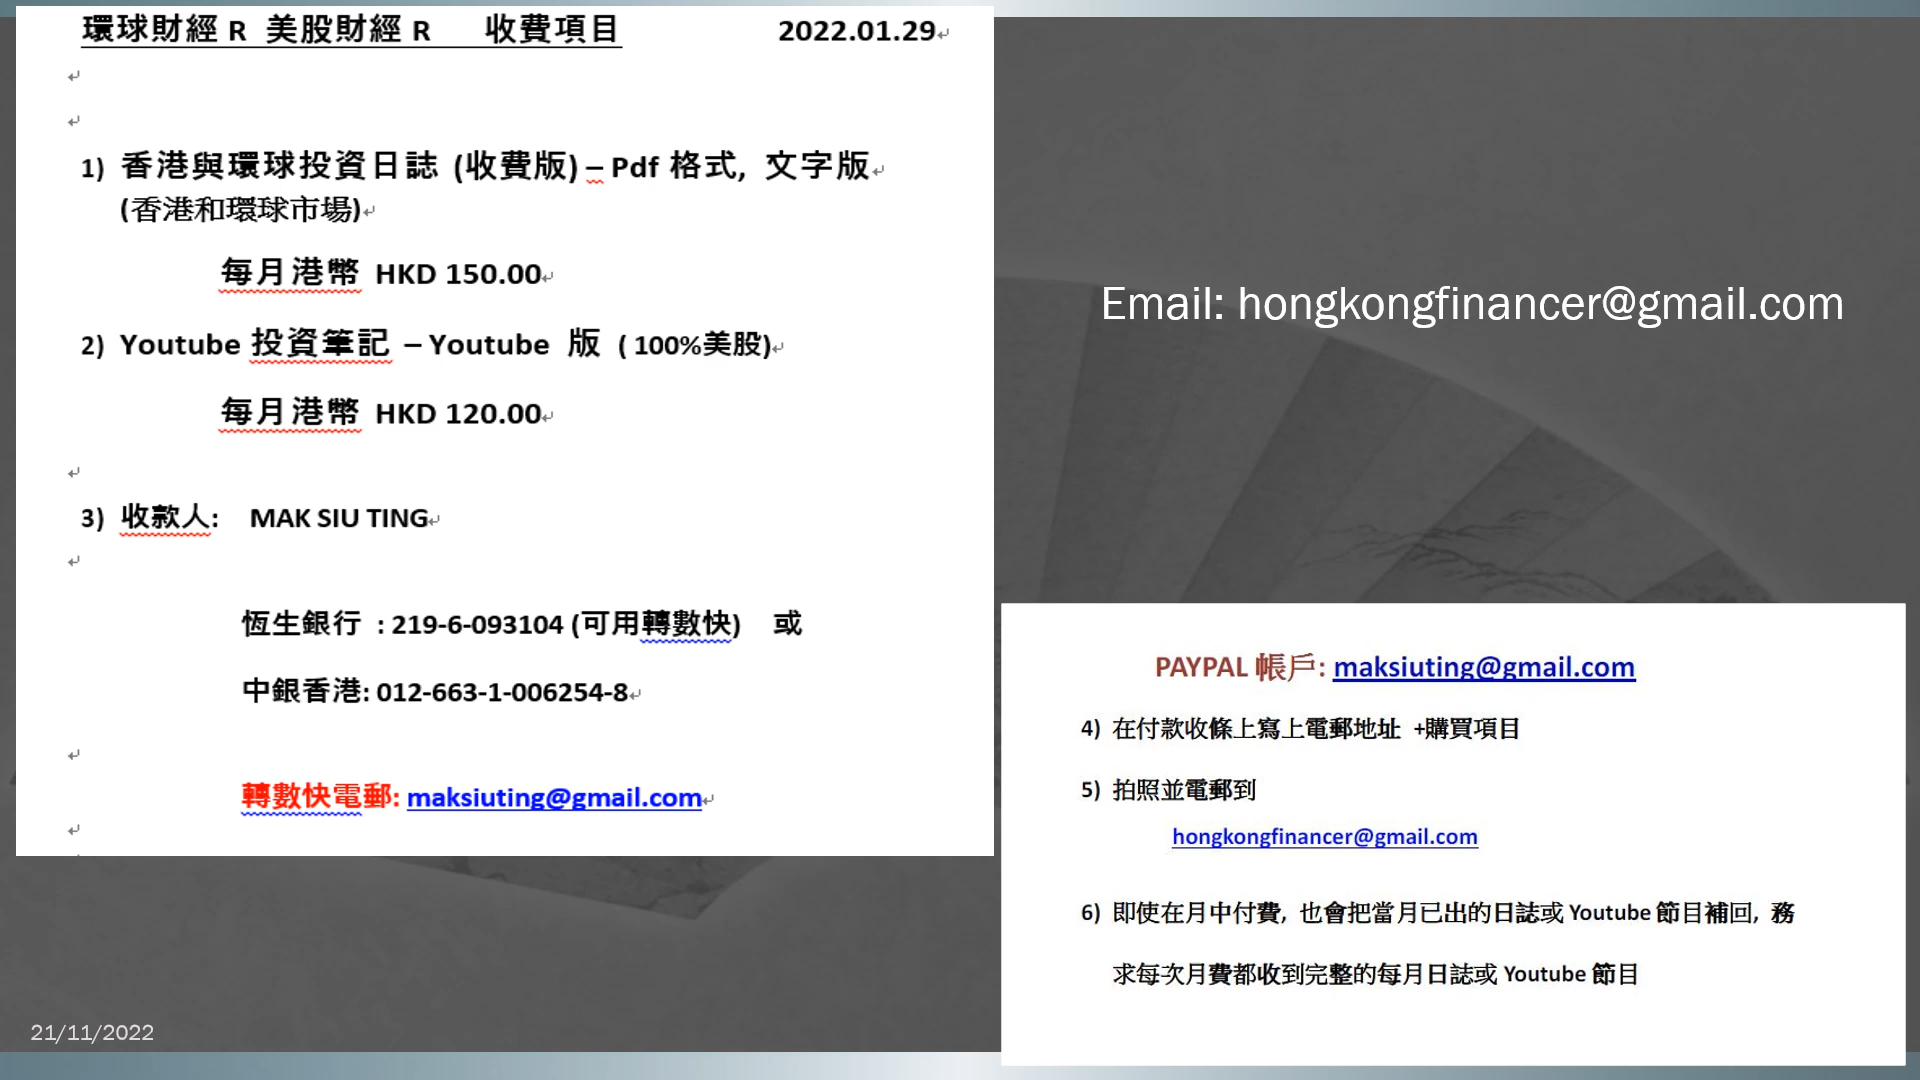 環球財經 R 美股財經 R 收費項目 2022.01.29
1) 香港與環球投資日誌 (收費版) – Pdf 格式, 文字版
(香港和環球市場)
每月港幣 HKD 150.00
2) Youtube 投資筆記 – Youtube 版 ( 100%美股)
每月港幣 HKD 120.00
3) 收款人: MAK SIU TING
恆生銀行 : 219-6-093104 (可用轉數快) 或
中銀香港: 012-663-1-006254-8
轉數快電郵: maksiuting@gmail.com
Email: hongkongfinancer@gmail.com
PAYPAL 帳戶: maksiuting@gmail.com
4) 在付款收條上寫上電郵地址 +購買項目
5) 拍照並電郵到
hongkongfinancer@gmail.com
6) 即使在月中付費, 也會把當月已出的日誌或 Youtube 節目補回, 務
求每次月費都收到完整的每月日誌或 Youtube 節目
21/11/2022